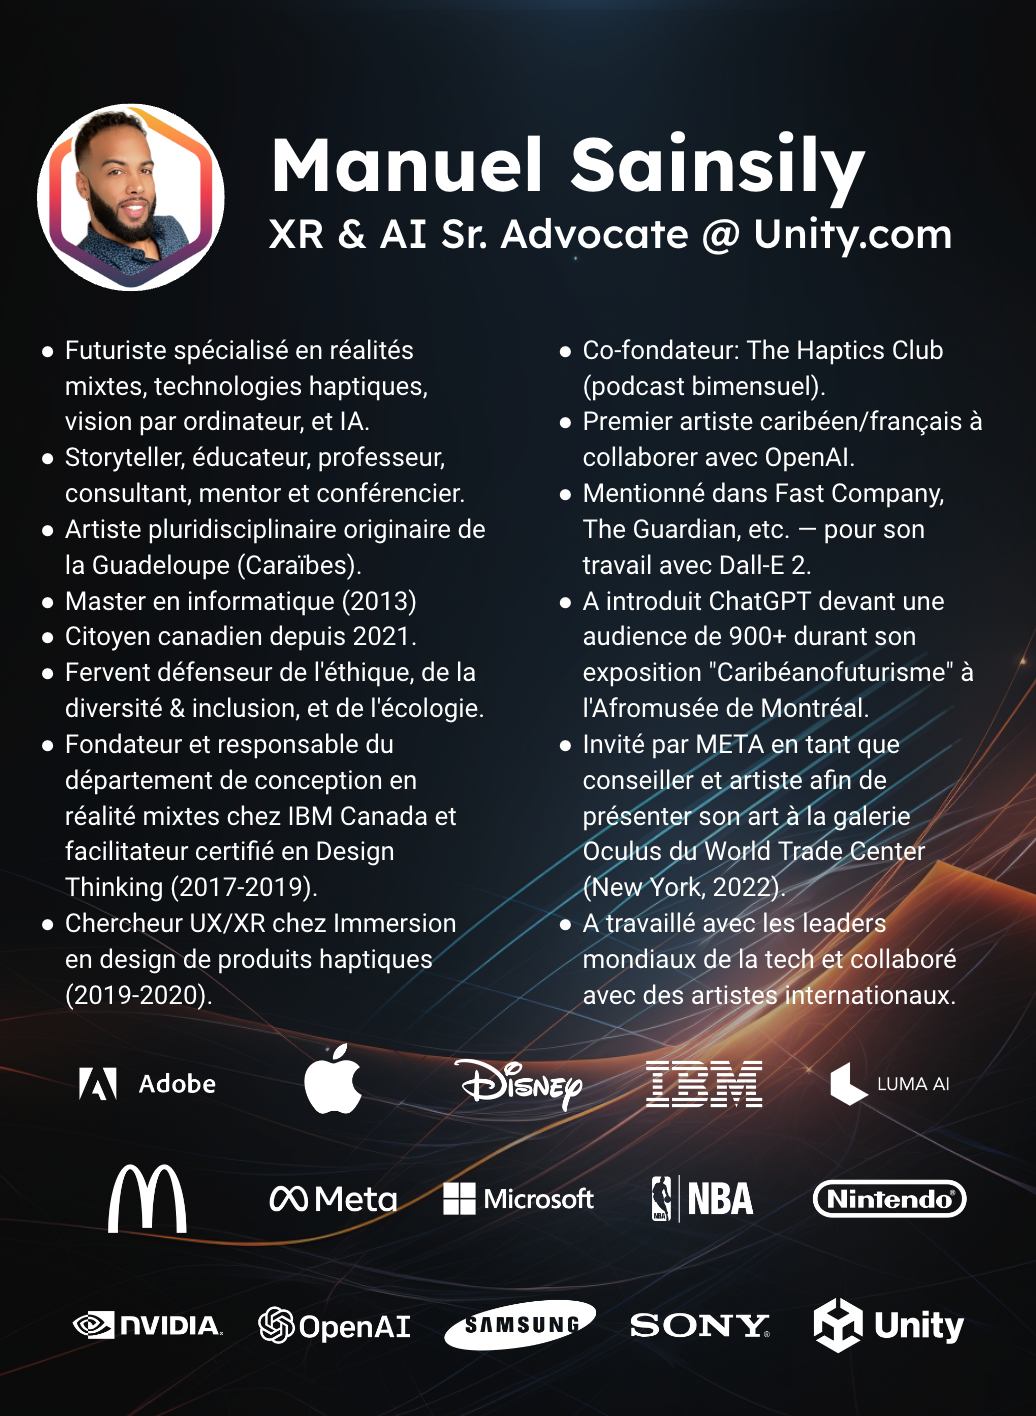 Manuel Sainsily
XR & AI Sr. Advocate @ Unity.com
● Futuriste spécialisé en réalités
mixtes, technologies haptiques,
vision par ordinateur, et IA.
● Storyteller, éducateur, professeur,
consultant, mentor et conférencier.
● Artiste pluridisciplinaire originaire de
la Guadeloupe (Caraïbes).
● Master en informatique (2013)
● Citoyen canadien depuis 2021.
● Fervent défenseur de l'éthique, de la
diversité & inclusion, et de l'écologie.
● Fondateur et responsable du
département de conception en
réalité mixtes chez IBM Canada et
facilitateur certifié en Design
Thinking (2017-2019).
● Chercheur UX/XR chez Immersion
en design de produits haptiques
(2019-2020).
● Co-fondateur: The Haptics Club
(podcast bimensuel).
● Premier artiste caribéen/français à
collaborer avec OpenAI.
● Mentionné dans Fast Company,
The Guardian, etc. — pour son
travail avec Dall-E 2.
● A introduit ChatGPT devant une
audience de 900+ durant son
exposition "Caribéanofuturisme" à
l'Afromusée de Montréal.
● Invité par META en tant que
conseiller et artiste afin de
présenter son art à la galerie
Oculus du World Trade Center
(New York, 2022).
● A travaillé avec les leaders
mondiaux de la tech et collaboré
avec des artistes internationaux.
Adobe Disney IBM LUMA AI
Meta Microsoft NBA NBA Nintendo®
NVIDIA. OpenAI SAMSUNG SONY® Unity